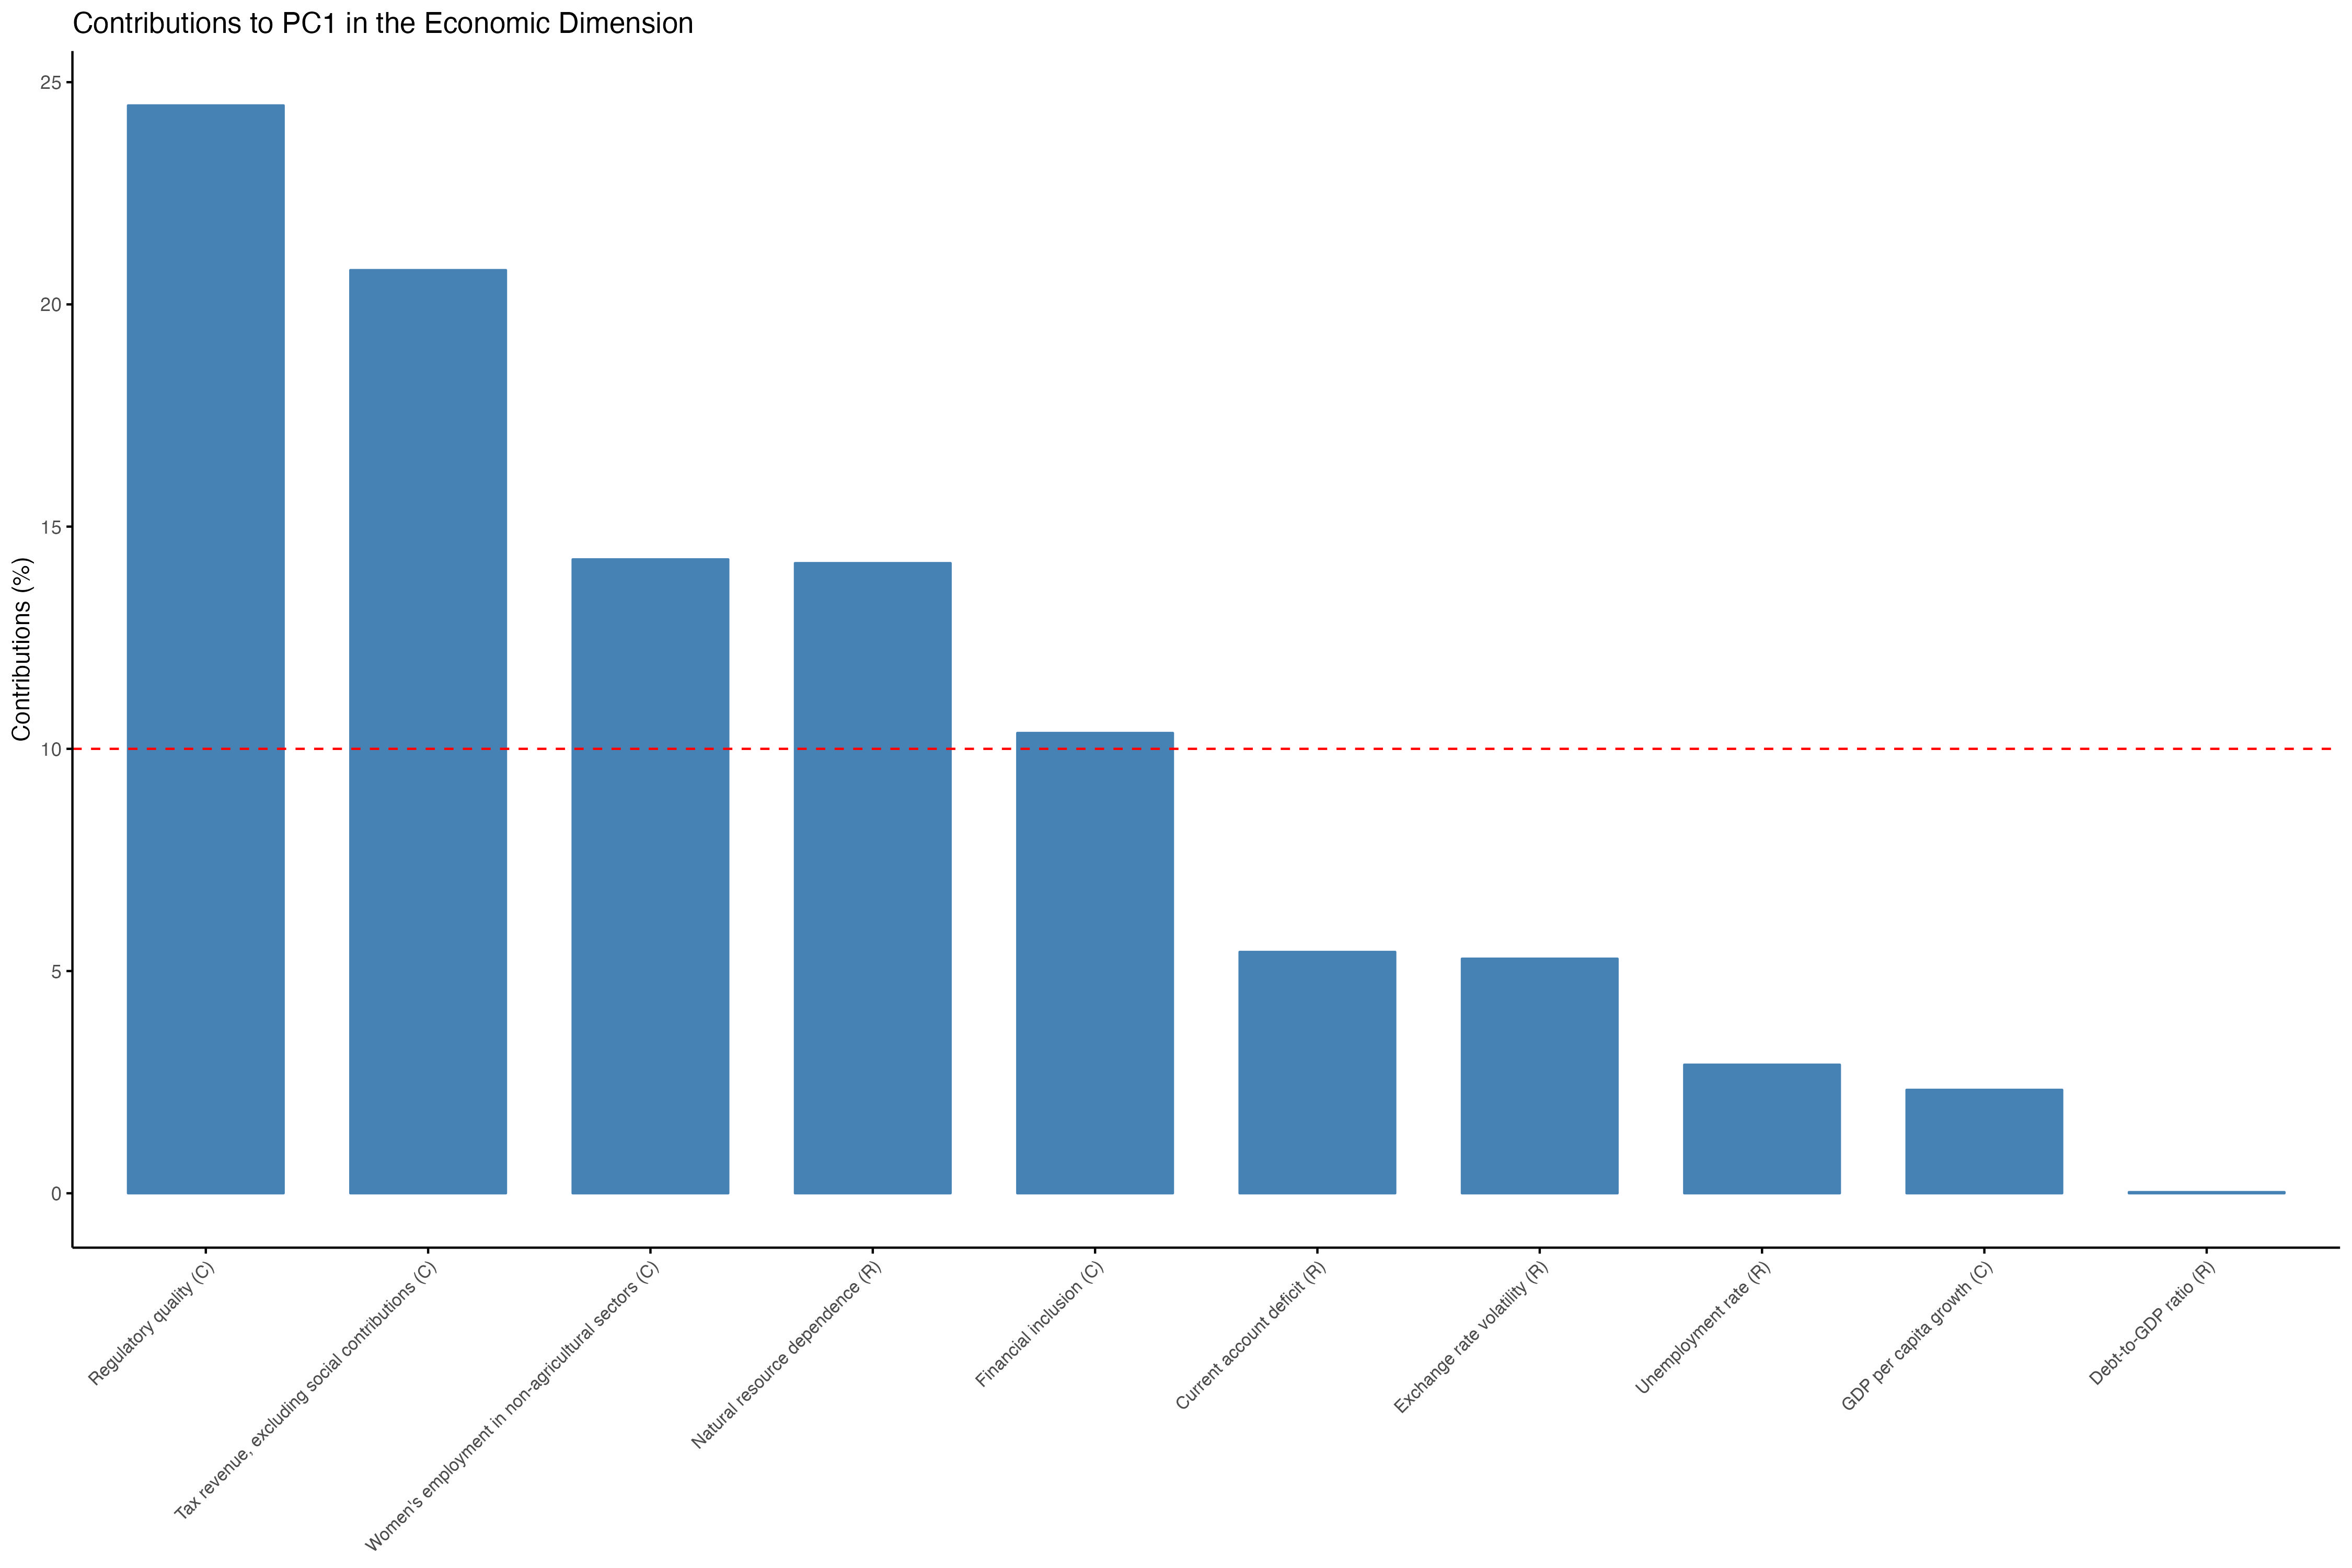 Contributions to PC1 in the Economic Dimension
Contributions (%)
25
20
15
10
5
0
Regulatory quality (C)
Tax revenue, excluding social contributions (C)
Women's employment in non-agricultural sectors (C)
Natural resource dependence (R)
Financial inclusion (C)
Current account deficit (R)
Exchange rate volatility (R)
Unemployment rate (R)
GDP per capita growth (C)
Debt-to-GDP ratio (R)